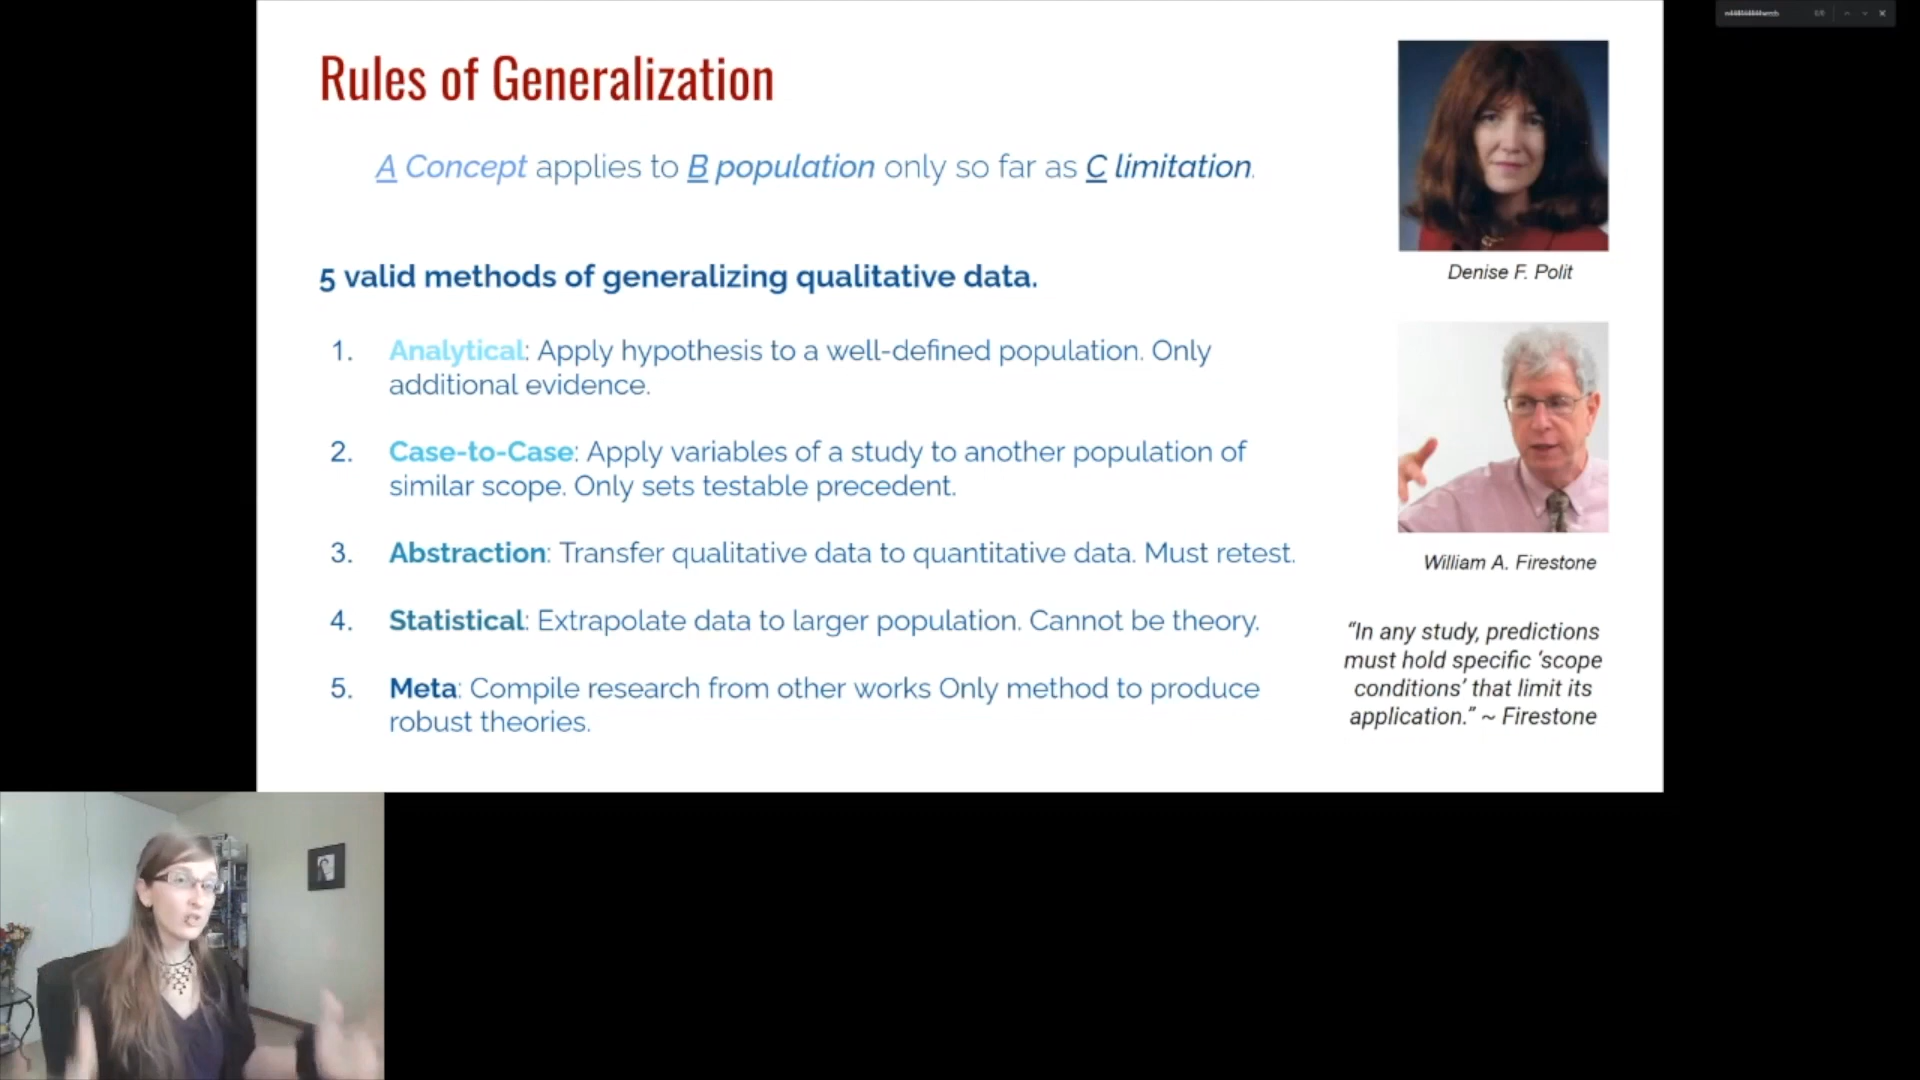 Rules of Generalization
A Concept applies to B population only so far as C limitation.
5 valid methods of generalizing qualitative data.
1. Analytical: Apply hypothesis to a well-defined population. Only
additional evidence.
2. Case-to-Case: Apply variables of a study to another population of
similar scope. Only sets testable precedent.
3. Abstraction: Transfer qualitative data to quantitative data. Must retest.
4. Statistical: Extrapolate data to larger population. Cannot be theory.
5. Meta: Compile research from other works Only method to produce
robust theories.
Denise F. Polit
William A. Firestone
“In any study, predictions
must hold specific ‘scope
conditions’ that limit its
application.” ~ Firestone